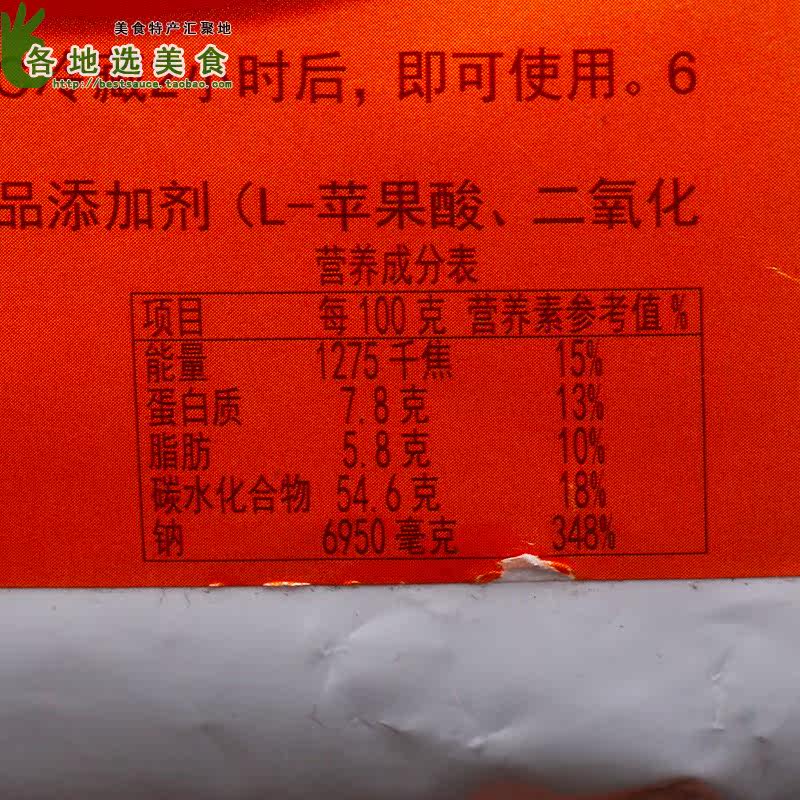 美食特产汇聚地
各地选美食
http://bestsauce.taobao.com
时后，即可使用。6
品添加剂（L-苹果酸、二氧化
营养成分表
项目 每100克 营养素参考值%
能量 1275千焦 15%
蛋白质 7.8克 13%
脂肪 5.8克 10%
碳水化合物 54.6克 18%
钠 6950毫克 348%